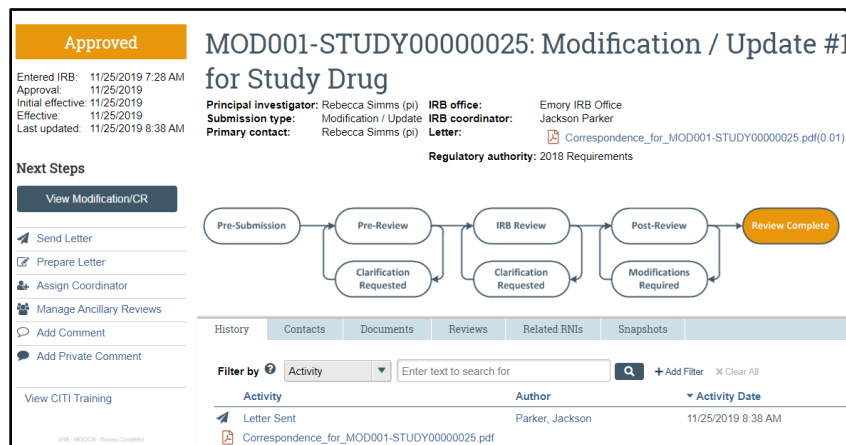 Approved
Entered IRB: 11/25/2019 7:28 AM
Approval: 11/25/2019
Initial effective: 11/25/2019
Effective: 11/25/2019
Last updated: 11/25/2019 8:38 AM
Next Steps
View Modification/CR
Send Letter
Prepare Letter
Assign Coordinator
Manage Ancillary Reviews
Add Comment
Add Private Comment
View CITI Training
(IRB - MOD/CR - Review Complete)
MOD001-STUDY00000025: Modification / Update #1
for Study Drug
Principal investigator: Rebecca Simms (pi) IRB office: Emory IRB Office
Submission type: Modification / Update IRB coordinator: Jackson Parker
Primary contact: Rebecca Simms (pi) Letter: Correspondence_for_MOD001-STUDY00000025.pdf(0.01)
Regulatory authority: 2018 Requirements
Pre-Submission Pre-Review IRB Review Post-Review Review Complete
Clarification Requested Clarification Requested Modifications Required
History Contacts Documents Reviews Related RNIs Snapshots
Filter by ? Activity Enter text to search for + Add Filter × Clear All
Activity Author Activity Date
Letter Sent Parker, Jackson 11/25/2019 8:38 AM
Correspondence_for_MOD001-STUDY00000025.pdf